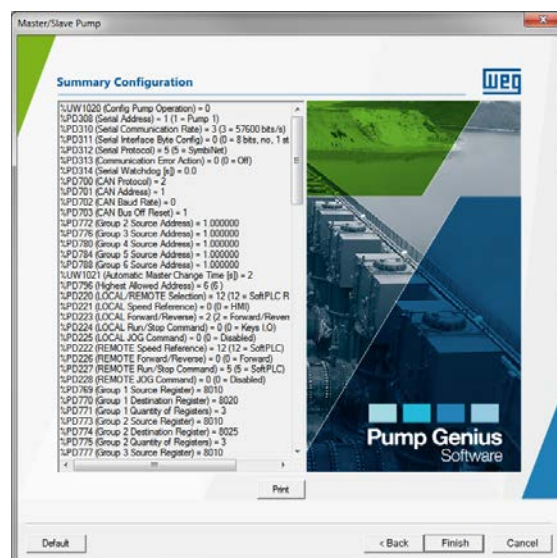 Master/Slave Pump
Summary Configuration
WEG
%UW1020 (Config Pump Operation) = 0
%PD308 (Serial Address) = 1 (1 = Pump 1)
%PD310 (Serial Communication Rate) = 3 (3 = 57600 bits/s)
%PD311 (Serial Interface Byte Config) = 0 (0 = 8 bits, no, 1 st
%PD312 (Serial Protocol) = 5 (5 = SymbiNet)
%PD313 (Communication Error Action) = 0 (0 = Off)
%PD314 (Serial Watchdog [s]) = 0.0
%PD700 (CAN Protocol) = 2
%PD701 (CAN Address) = 1
%PD702 (CAN Baud Rate) = 0
%PD703 (CAN Bus Off Reset) = 1
%PD772 (Group 2 Source Address) = 1.000000
%PD776 (Group 3 Source Address) = 1.000000
%PD780 (Group 4 Source Address) = 1.000000
%PD784 (Group 5 Source Address) = 1.000000
%PD788 (Group 6 Source Address) = 1.000000
%UW1021 (Automatic Master Change Time [s]) = 2
%PD796 (Highest Allowed Address) = 6 (6 )
%PD220 (LOCAL/REMOTE Selection) = 12 (12 = SoftPLC R
%PD221 (LOCAL Speed Reference) = 0 (0 = HMI)
%PD223 (LOCAL Forward/Reverse) = 2 (2 = Forward/Rever
%PD224 (LOCAL Run/Stop Command) = 0 (0 = Keys I,O)
%PD225 (LOCAL JOG Command) = 0 (0 = Disabled)
%PD222 (REMOTE Speed Reference) = 12 (12 = SoftPLC)
%PD226 (REMOTE Forward/Reverse) = 0 (0 = Forward)
%PD227 (REMOTE Run/Stop Command) = 5 (5 = SoftPLC)
%PD228 (REMOTE JOG Command) = 0 (0 = Disabled)
%PD769 (Group 1 Source Register) = 8010
%PD770 (Group 1 Destination Register) = 8020
%PD771 (Group 1 Quantity of Registers) = 3
%PD773 (Group 2 Source Register) = 8010
%PD774 (Group 2 Destination Register) = 8025
%PD775 (Group 2 Quantity of Registers) = 3
%PD777 (Group 3 Source Register) = 8010
Pump Genius
Software
Print
Default
< Back
Finish
Cancel